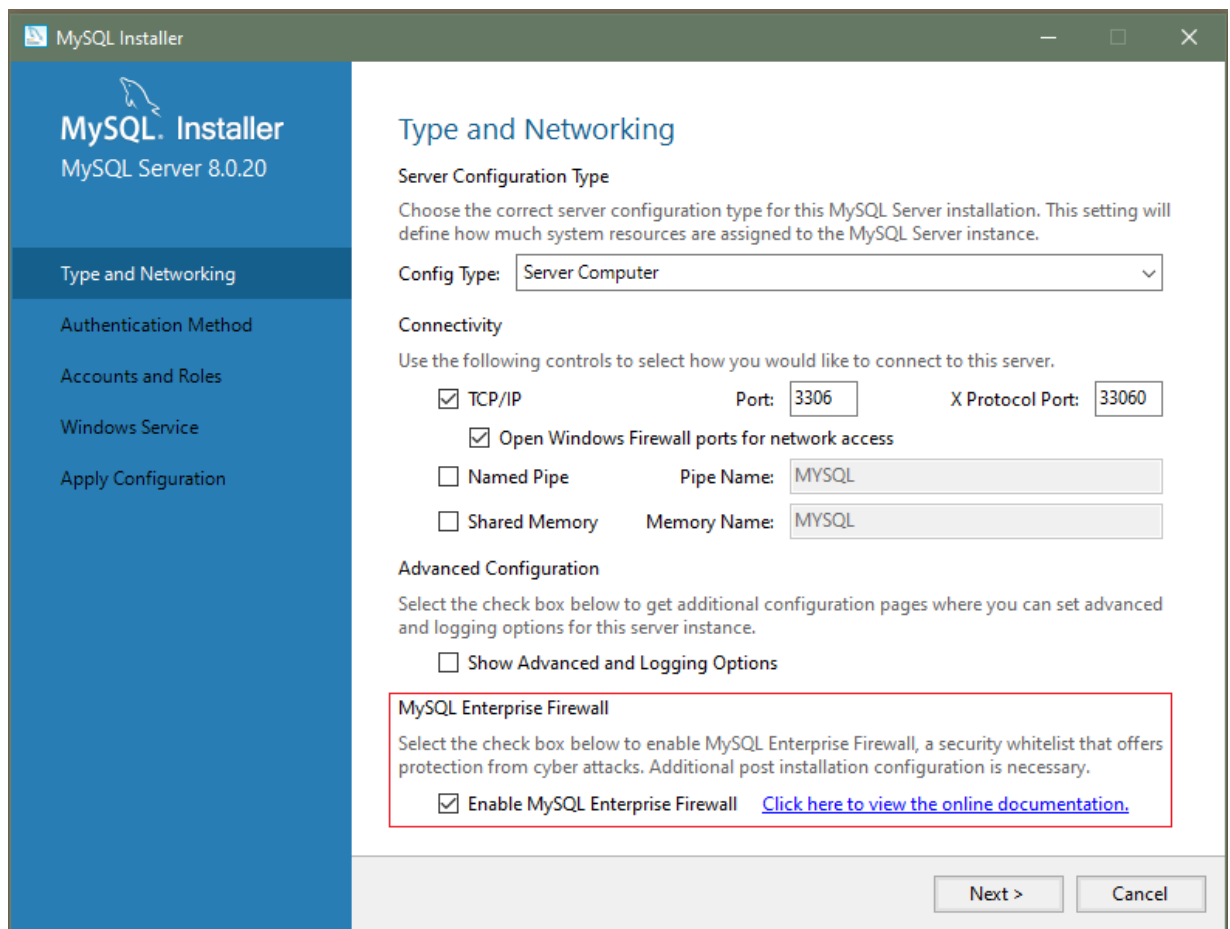 MySQL Installer
MySQL. Installer
MySQL Server 8.0.20
Type and Networking
Authentication Method
Accounts and Roles
Windows Service
Apply Configuration
Type and Networking
Server Configuration Type
Choose the correct server configuration type for this MySQL Server installation. This setting will
define how much system resources are assigned to the MySQL Server instance.
Config Type: Server Computer
Connectivity
Use the following controls to select how you would like to connect to this server.
TCP/IP Port: 3306 X Protocol Port: 33060
Open Windows Firewall ports for network access
Named Pipe Pipe Name: MYSQL
Shared Memory Memory Name: MYSQL
Advanced Configuration
Select the check box below to get additional configuration pages where you can set advanced
and logging options for this server instance.
Show Advanced and Logging Options
MySQL Enterprise Firewall
Select the check box below to enable MySQL Enterprise Firewall, a security whitelist that offers
protection from cyber attacks. Additional post installation configuration is necessary.
Enable MySQL Enterprise Firewall Click here to view the online documentation.
Next > Cancel